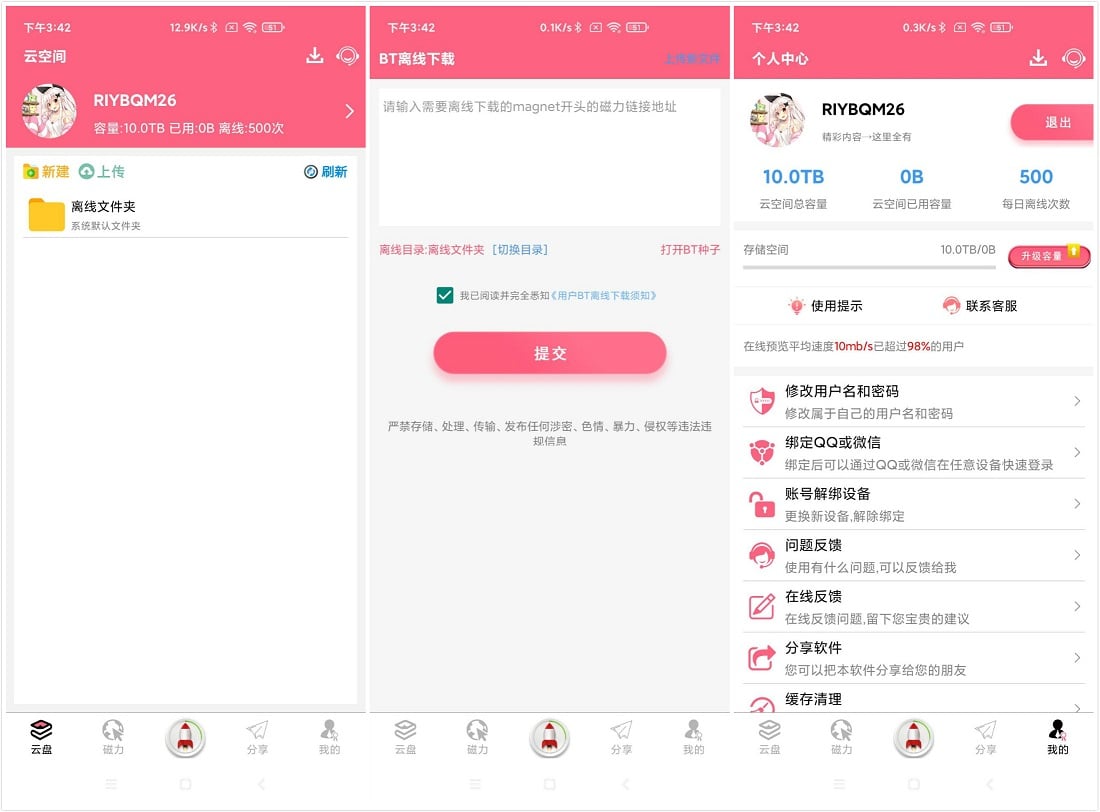 下午3:42
12.9K/s
51
云空间
RIYBQM26
容量:10.0TB 已用:0B 离线:500次
新建
上传
刷新
离线文件夹
系统默认文件夹
云盘
磁力
分享
我的
下午3:42
0.1K/s
51
BT离线下载
上传新文件
请输入需要离线下载的magnet开头的磁力链接地址
离线目录:离线文件夹 [切换目录]
打开BT种子
我已阅读并完全悉知《用户BT离线下载须知》
提交
严禁存储、处理、传输、发布任何涉密、色情、暴力、侵权等违法违
规信息
云盘
磁力
分享
我的
下午3:42
0.3K/s
51
个人中心
RIYBQM26
精彩内容→这里全有
退出
10.0TB
0B
500
云空间总容量
云空间已用容量
每日离线次数
存储空间
10.0TB/0B
升级容量
使用提示
联系客服
在线预览平均速度10mb/s已超过98%的用户
修改用户名和密码
修改属于自己的用户名和密码
绑定QQ或微信
绑定后可以通过QQ或微信在任意设备快速登录
账号解绑设备
更换新设备,解除绑定
问题反馈
使用有什么问题,可以反馈给我
在线反馈
在线反馈问题,留下您宝贵的建议
分享软件
您可以把本软件分享给您的朋友
缓存清理
云盘
磁力
分享
我的